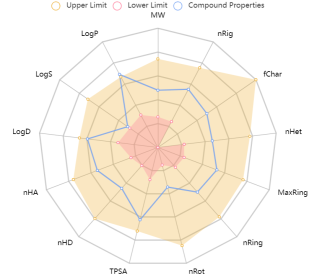 Upper Limit Lower Limit Compound Properties
MW
LogP nRig
LogS fChar
LogD nHet
nHA MaxRing
nHD nRing
TPSA nRot